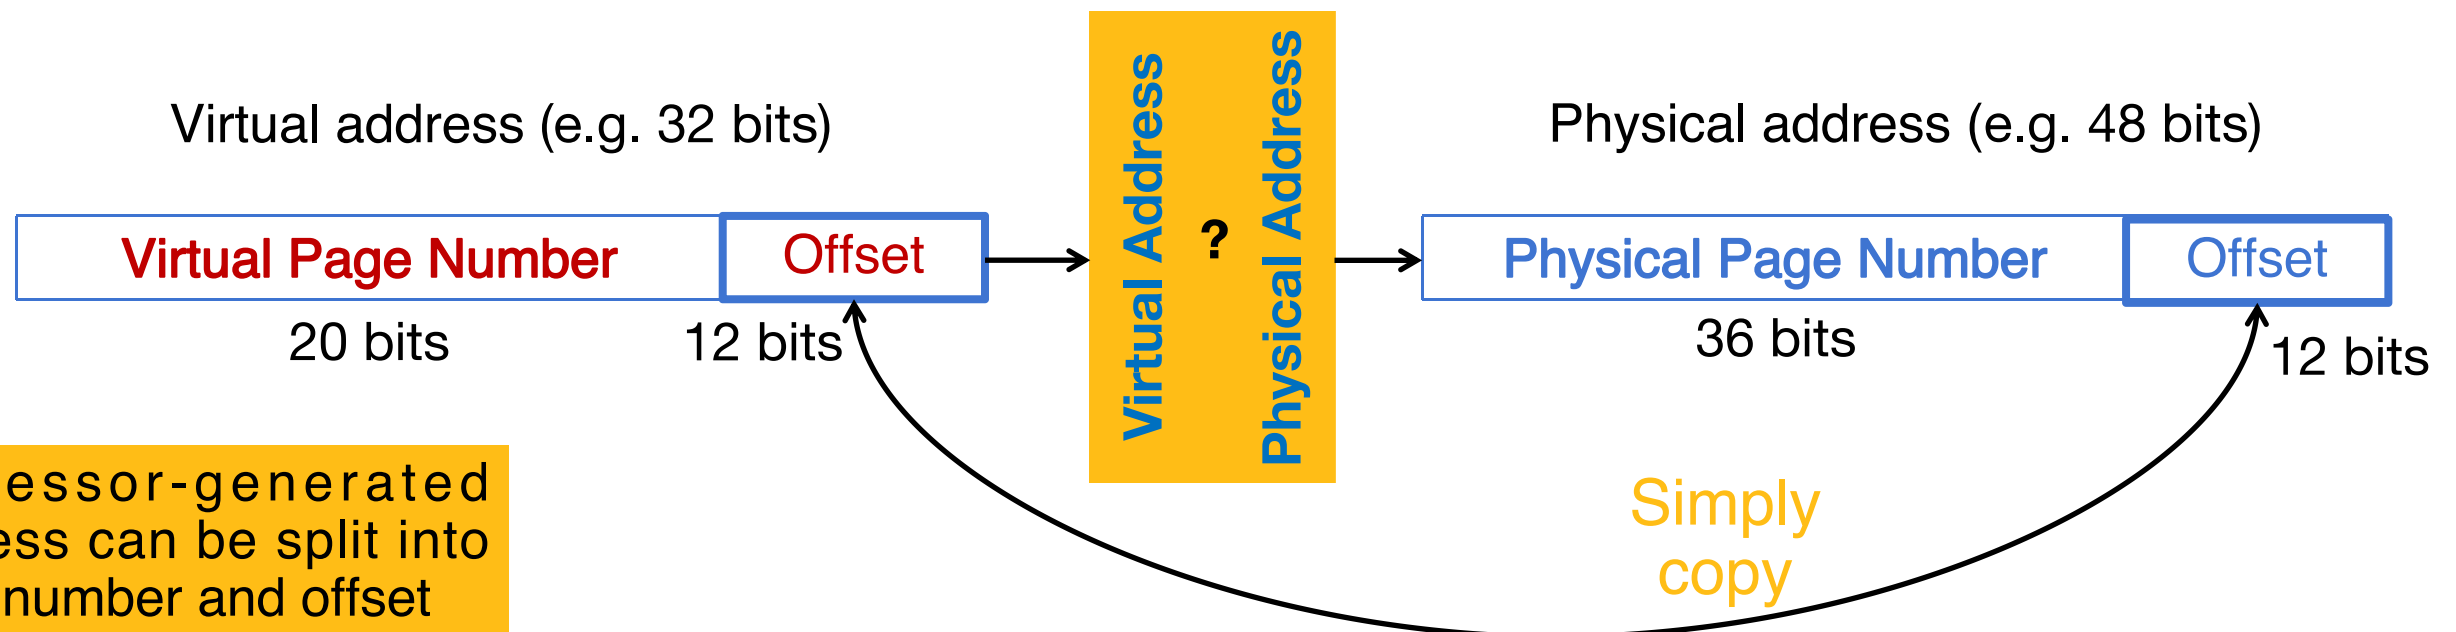 Virtual address (e.g. 32 bits)
Virtual Page Number
Offset
20 bits
12 bits
Virtual Address
?
Physical Address
Physical address (e.g. 48 bits)
Physical Page Number
Offset
36 bits
12 bits
Simply
copy
essor-generated
ess can be split into
number and offset